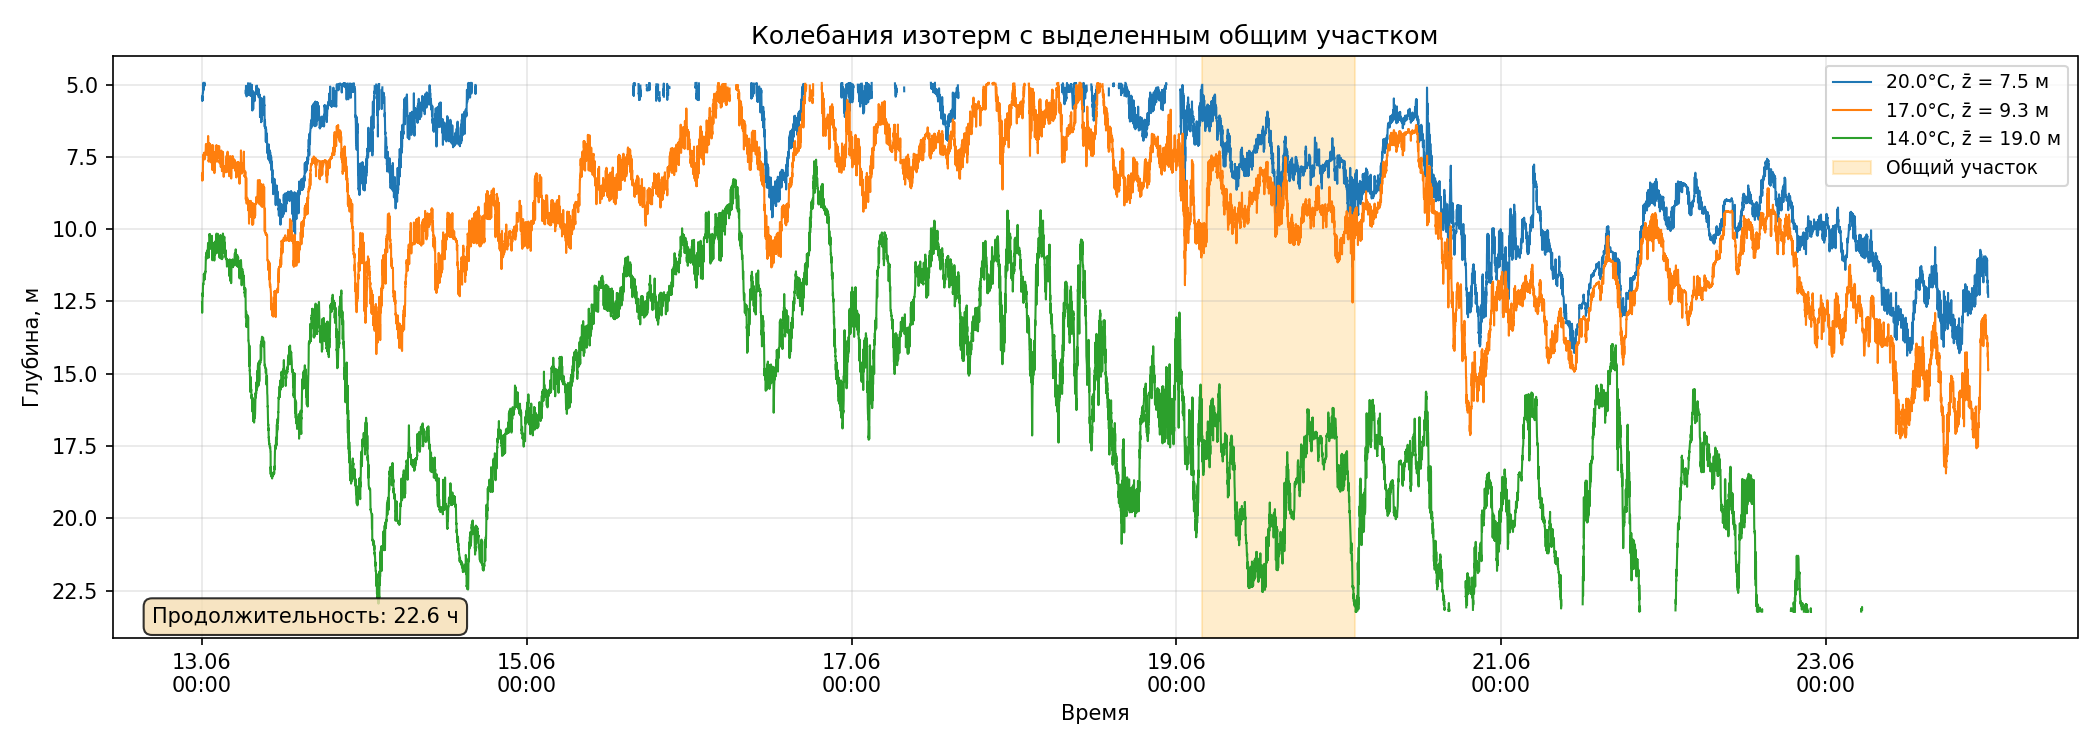 Колебания изотерм с выделенным общим участком
Глубина, м
5.0
7.5
10.0
12.5
15.0
17.5
20.0
22.5
20.0°C, z̄ = 7.5 м
17.0°C, z̄ = 9.3 м
14.0°C, z̄ = 19.0 м
Общий участок
Продолжительность: 22.6 ч
13.06 15.06 17.06 19.06 21.06 23.06
00:00 00:00 00:00 00:00 00:00 00:00
Время